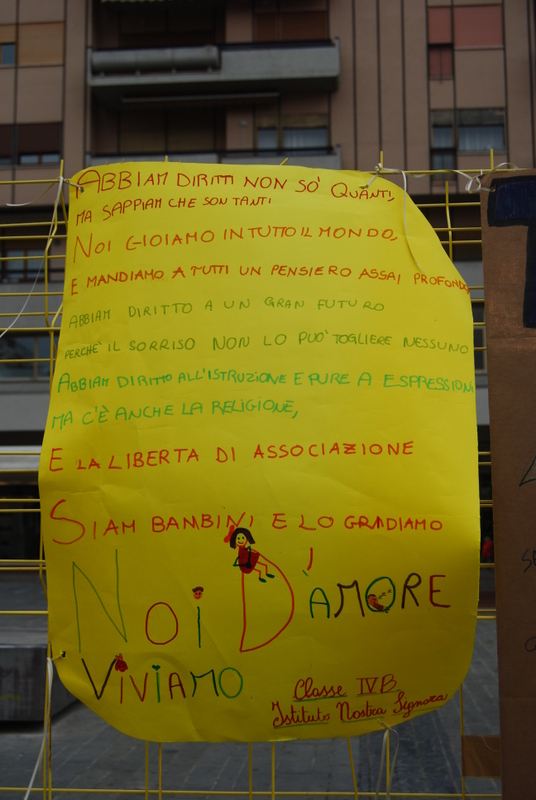 ABBIAM DIRITTI NON SO' QUANTI,
MA SAPPIAM CHE SON TANTI
NOI GIOIAMO IN TUTTO IL MONDO,
E MANDIAMO A TUTTI UN PENSIERO ASSAI PROFONDO
ABBIAM DIRITTO A UN GRAN FUTURO
PERCHE' IL SORRISO NON LO PUO' TOGLIERE NESSUNO
ABBIAM DIRITTO ALL'ISTRUZIONE E PURE A ESPRESSIONE
MA C'È ANCHE LA RELIGIONE,
E LA LIBERTA DI ASSOCIAZIONE
SIAM BAMBINI E LO GRIDIAMO
NOI D'AMORE
VIVIAMO
Classe IV B
Istituto Nostra Signora